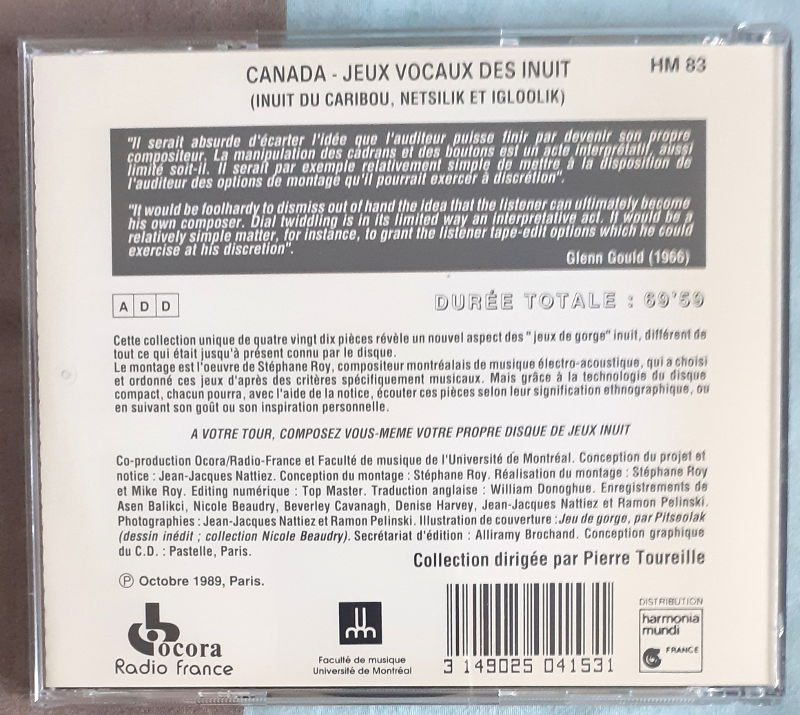 CANADA - JEUX VOCAUX DES INUIT
HM 83
(INUIT DU CARIBOU, NETSILIK ET IGLOOLIK)
"Il serait absurde d'écarter l'idée que l'auditeur puisse finir par devenir son propre
compositeur. La manipulation des cadrans et des boutons est un acte interprétatif, aussi
limité soit-il. Il serait par exemple relativement simple de mettre à la disposition de
l'auditeur des options de montage qu'il pourrait exercer à discrétion".
"It would be foolhardy to dismiss out of hand the idea that the listener can ultimately become
his own composer. Dial twiddling is in its limited way an interpretative act. It would be a
relatively simple matter, for instance, to grant the listener tape-edit options which he could
exercise at his discretion".
Glenn Gould (1966)
A D D
DURÉE TOTALE : 69'59
Cette collection unique de quatre vingt dix pièces révèle un nouvel aspect des "jeux de gorge" inuit, différent de
tout ce qui était jusqu'à présent connu par le disque.
Le montage est l'oeuvre de Stéphane Roy, compositeur montréalais de musique électro-acoustique, qui a choisi
et ordonné ces jeux d'après des critères spécifiquement musicaux. Mais grâce à la technologie du disque
compact, chacun pourra, avec l'aide de la notice, écouter ces pièces selon leur signification ethnographique, ou
en suivant son goût ou son inspiration personnelle.
A VOTRE TOUR, COMPOSEZ VOUS-MEME VOTRE PROPRE DISQUE DE JEUX INUIT
Co-production Ocora/Radio-France et Faculté de musique de l'Université de Montréal. Conception du projet et
notice : Jean-Jacques Nattiez. Conception du montage : Stéphane Roy. Réalisation du montage : Stéphane Roy
et Mike Roy. Editing numérique : Top Master. Traduction anglaise : William Donoghue. Enregistrements de
Asen Balikci, Nicole Beaudry, Beverley Cavanagh, Denise Harvey, Jean-Jacques Nattiez et Ramon Pelinski.
Photographies : Jean-Jacques Nattiez et Ramon Pelinski. Illustration de couverture : Jeu de gorge, par Pitseolak
(dessin inédit ; collection Nicole Beaudry). Secrétariat d'édition : Alliramy Brochand. Conception graphique
du C.D. : Pastelle, Paris.
Collection dirigée par Pierre Toureille
℗ Octobre 1989, Paris.
ocora
Radio france
Faculté de musique
Université de Montréal
3 149025 041531
DISTRIBUTION
harmonia
mundi
FRANCE